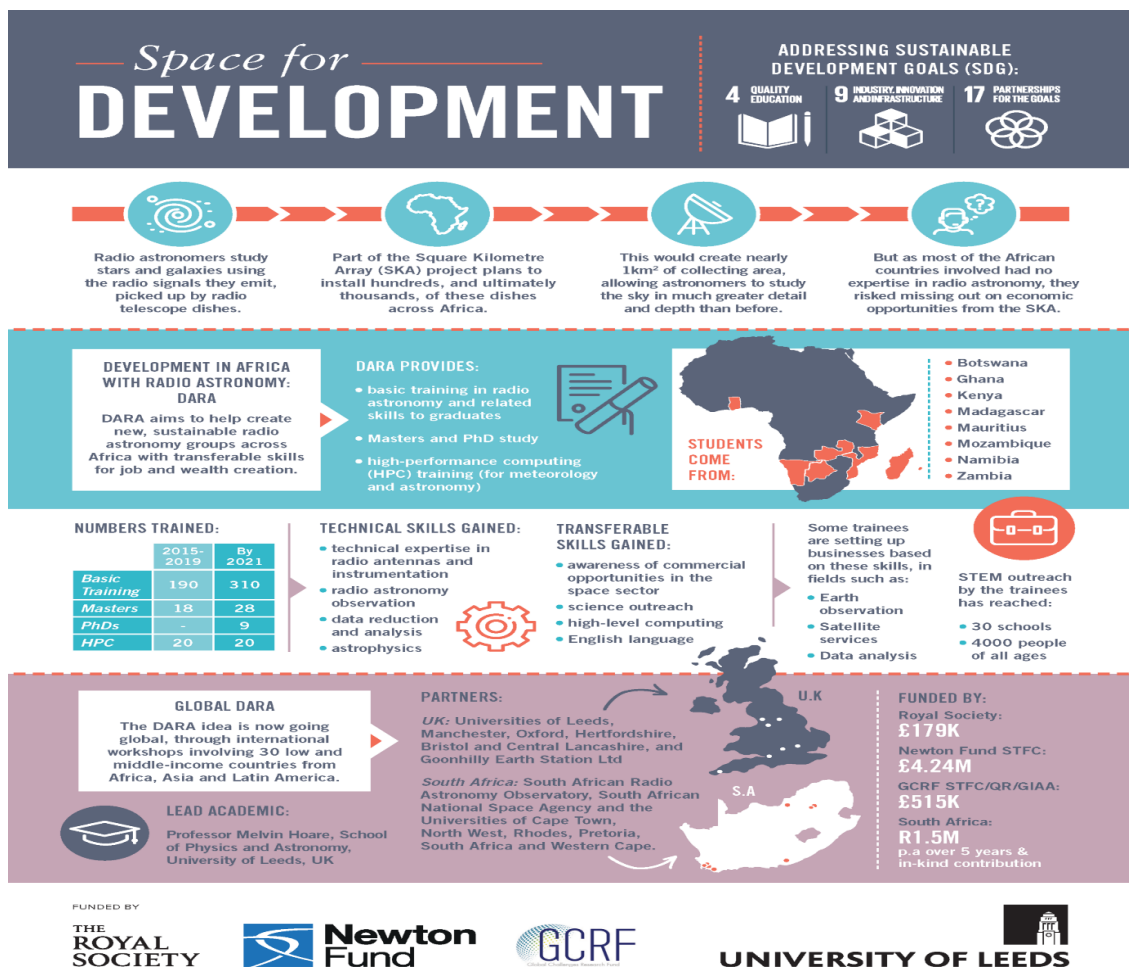 Space for
DEVELOPMENT
ADDRESSING SUSTAINABLE
DEVELOPMENT GOALS (SDG):
4 QUALITY
EDUCATION
9 INDUSTRY, INNOVATION
AND INFRASTRUCTURE
17 PARTNERSHIPS
FOR THE GOALS
Radio astronomers study
stars and galaxies using
the radio signals they emit,
picked up by radio
telescope dishes.
Part of the Square Kilometre
Array (SKA) project plans to
install hundreds, and ultimately
thousands, of these dishes
across Africa.
This would create nearly
1km² of collecting area,
allowing astronomers to study
the sky in much greater detail
and depth than before.
But as most of the African
countries involved had no
expertise in radio astronomy, they
risked missing out on economic
opportunities from the SKA.
DEVELOPMENT IN AFRICA
WITH RADIO ASTRONOMY:
DARA
DARA aims to help create
new, sustainable radio
astronomy groups across
Africa with transferable skills
for job and wealth creation.
DARA PROVIDES:
• basic training in radio
astronomy and related
skills to graduates
• Masters and PhD study
• high-performance computing
(HPC) training (for meteorology
and astronomy)
STUDENTS
COME
FROM:
• Botswana
• Ghana
• Kenya
• Madagascar
• Mauritius
• Mozambique
• Namibia
• Zambia
NUMBERS TRAINED:
2015-
2019
By
2021
Basic
Training 190 310
Masters 18 28
PhDs - 9
HPC 20 20
TECHNICAL SKILLS GAINED:
• technical expertise in
radio antennas and
instrumentation
• radio astronomy
observation
• data reduction
and analysis
• astrophysics
TRANSFERABLE
SKILLS GAINED:
• awareness of commercial
opportunities in the
space sector
• science outreach
• high-level computing
• English language
Some trainees
are setting up
businesses based
on these skills, in
fields such as:
• Earth
observation
• Satellite
services
• Data analysis
STEM outreach
by the trainees
has reached:
• 30 schools
• 4000 people
of all ages
GLOBAL DARA
The DARA idea is now going
global, through international
workshops involving 30 low and
middle-income countries from
Africa, Asia and Latin America.
LEAD ACADEMIC:
Professor Melvin Hoare, School
of Physics and Astronomy,
University of Leeds, UK
PARTNERS:
UK: Universities of Leeds,
Manchester, Oxford, Hertfordshire,
Bristol and Central Lancashire, and
Goonhilly Earth Station Ltd
South Africa: South African Radio
Astronomy Observatory, South African
National Space Agency and the
Universities of Cape Town,
North West, Rhodes, Pretoria,
South Africa and Western Cape.
U.K
S.A
FUNDED BY:
Royal Society:
£179K
Newton Fund STFC:
£4.24M
GCRF STFC/QR/GIAA:
£515K
South Africa:
R1.5M
p.a over 5 years &
in-kind contribution
FUNDED BY
THE
ROYAL
SOCIETY
Newton
Fund
GCRF
Global Challenges Research Fund
UNIVERSITY OF LEEDS